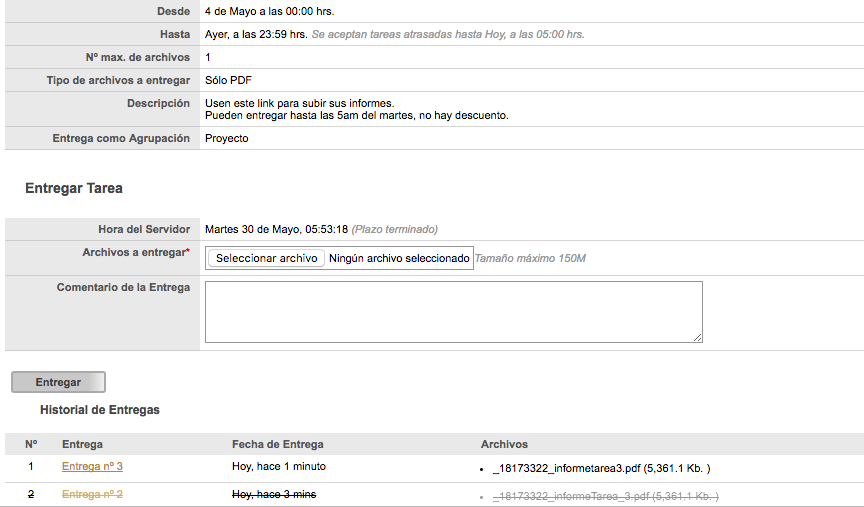 Desde 4 de Mayo a las 00:00 hrs.
Hasta Ayer, a las 23:59 hrs. Se aceptan tareas atrasadas hasta Hoy, a las 05:00 hrs.
Nº max. de archivos 1
Tipo de archivos a entregar Sólo PDF
Descripción Usen este link para subir sus informes.
Pueden entregar hasta las 5am del martes, no hay descuento.
Entrega como Agrupación Proyecto
Entregar Tarea
Hora del Servidor Martes 30 de Mayo, 05:53:18 (Plazo terminado)
Archivos a entregar* Seleccionar archivo Ningún archivo seleccionado Tamaño máximo 150M
Comentario de la Entrega
Entregar
Historial de Entregas
Nº Entrega Fecha de Entrega Archivos
1 Entrega nº 3 Hoy, hace 1 minuto • _18173322_informetarea3.pdf (5,361.1 Kb. )
2 Entrega nº 2 Hoy, hace 3 mins • _18173322_informeTarea_3.pdf (5,361.1 Kb. )